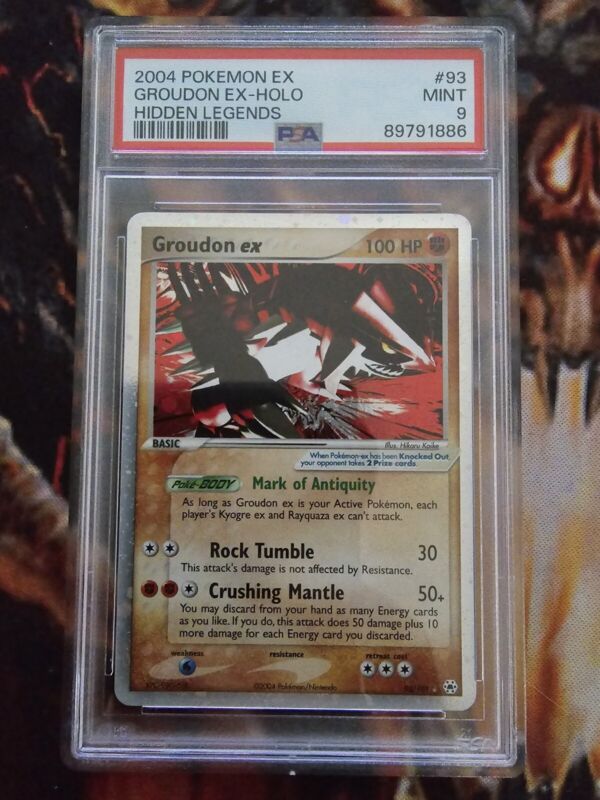 2004 POKEMON EX #93
GROUDON EX-HOLO MINT
HIDDEN LEGENDS 9
PSA 89791886
Groudon ex 100 HP
BASIC Illus. Hikaru Koike
When Pokémon-ex has been Knocked Out,
your opponent takes 2 Prize cards.
Poké-BODY Mark of Antiquity
As long as Groudon ex is your Active Pokémon, each
player's Kyogre ex and Rayquaza ex can't attack.
Rock Tumble 30
This attack's damage is not affected by Resistance.
Crushing Mantle 50+
You may discard from your hand as many Energy cards
as you like. If you do, this attack does 50 damage plus 10
more damage for each Energy card you discarded.
weakness resistance retreat cost
©2004 Pokémon/Nintendo